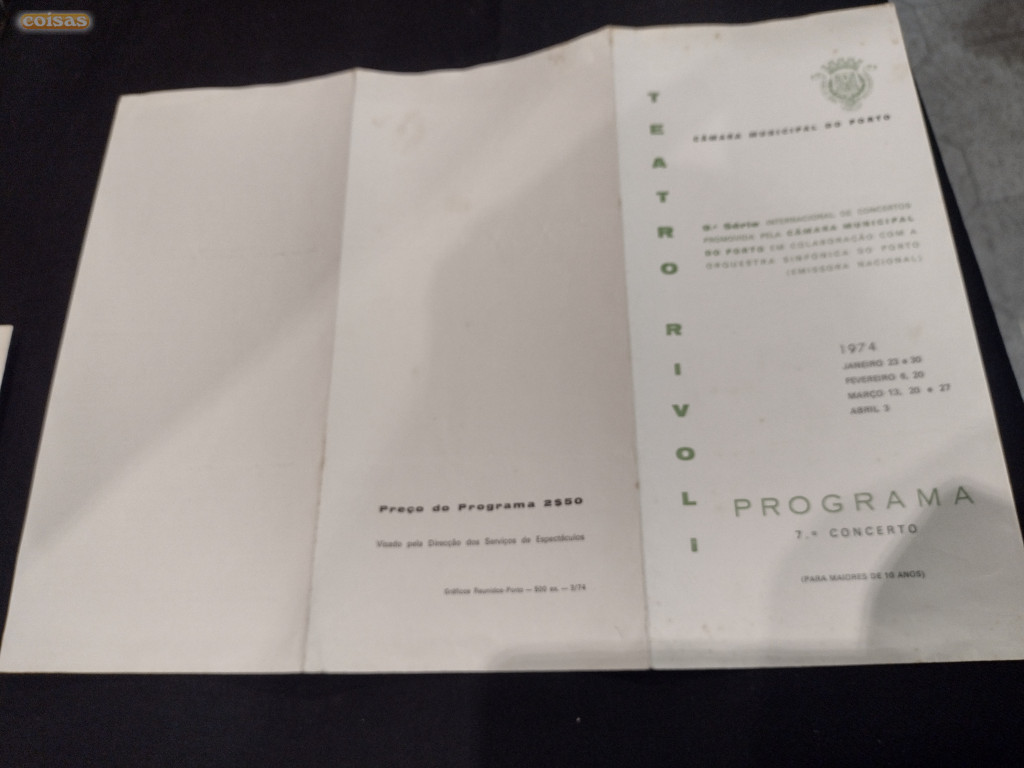 coisas
CÂMARA MUNICIPAL DO PORTO
TEATRO RIVOLI
6.ª Série INTERNACIONAL DE CONCERTOS
PROMOVIDA PELA CÂMARA MUNICIPAL
DO PORTO EM COLABORAÇÃO COM A
ORQUESTRA SINFÓNICA DO PORTO
(EMISSORA NACIONAL)
1974
JANEIRO 23 e 30
FEVEREIRO 6, 20
MARÇO 13, 20 e 27
ABRIL 3
PROGRAMA
7.º CONCERTO
(PARA MAIORES DE 10 ANOS)
Preço do Programa 2$50
Visado pela Direcção dos Serviços de Espectáculos
Gráficos Reunidos-Porto — 500 ex. — 3/74